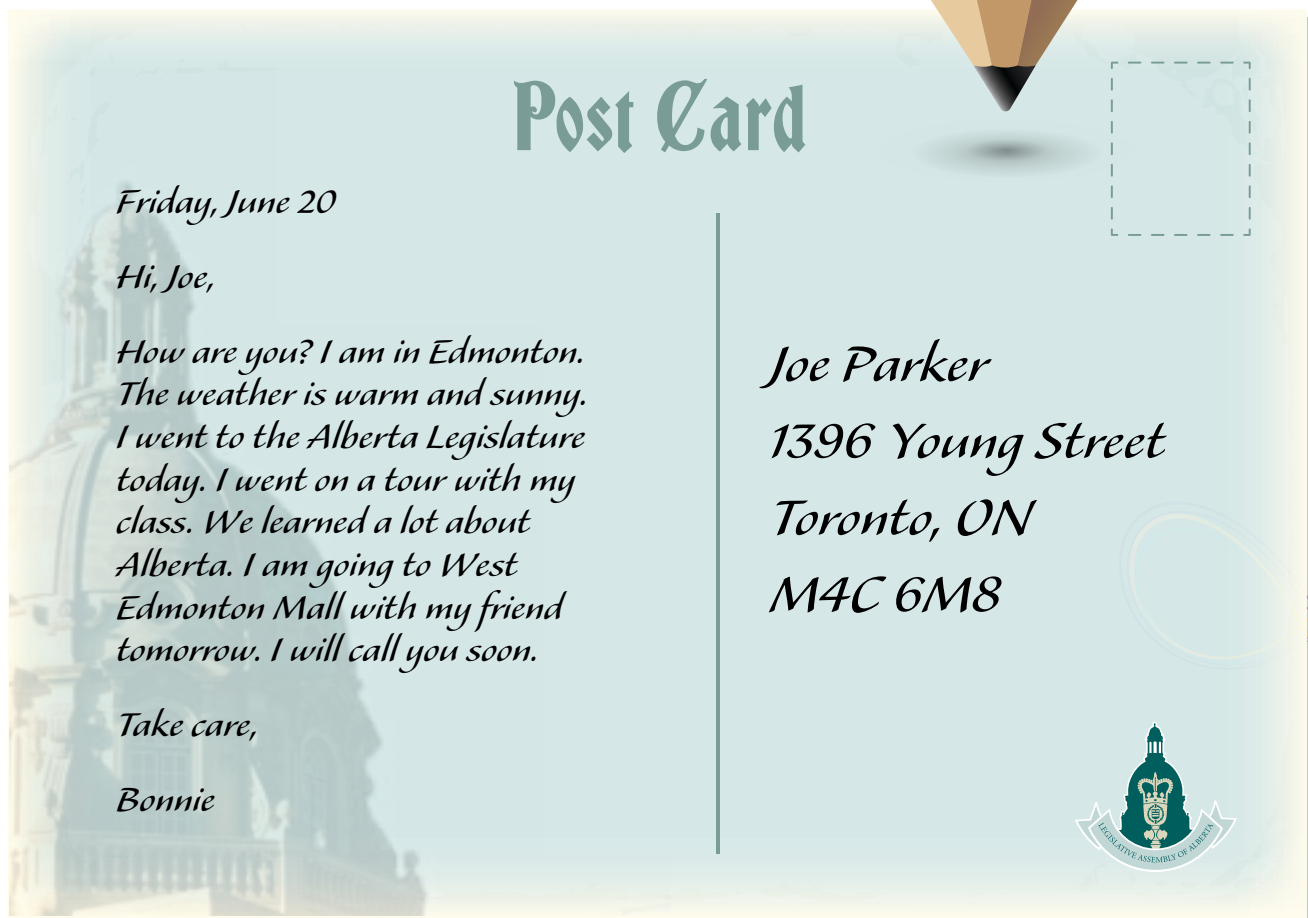 Post Card
Friday, June 20
Hi, Joe,
How are you? I am in Edmonton.
The weather is warm and sunny.
I went to the Alberta Legislature
today. I went on a tour with my
class. We learned a lot about
Alberta. I am going to West
Edmonton Mall with my friend
tomorrow. I will call you soon.
Take care,
Bonnie
Joe Parker
1396 Young Street
Toronto, ON
M4C 6M8
LEGISLATIVE ASSEMBLY OF ALBERTA